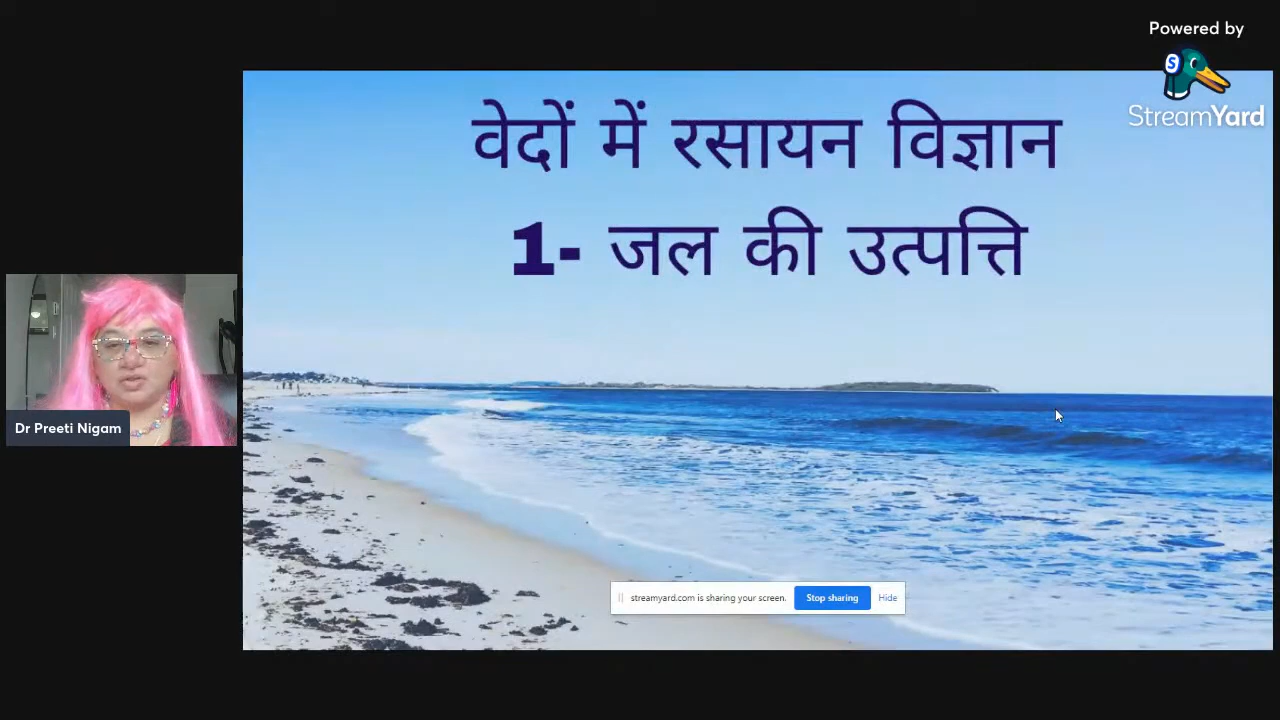 Powered by
StreamYard
वेदों में रसायन विज्ञान
1- जल की उत्पत्ति
Dr Preeti Nigam
streamyard.com is sharing your screen. Stop sharing Hide